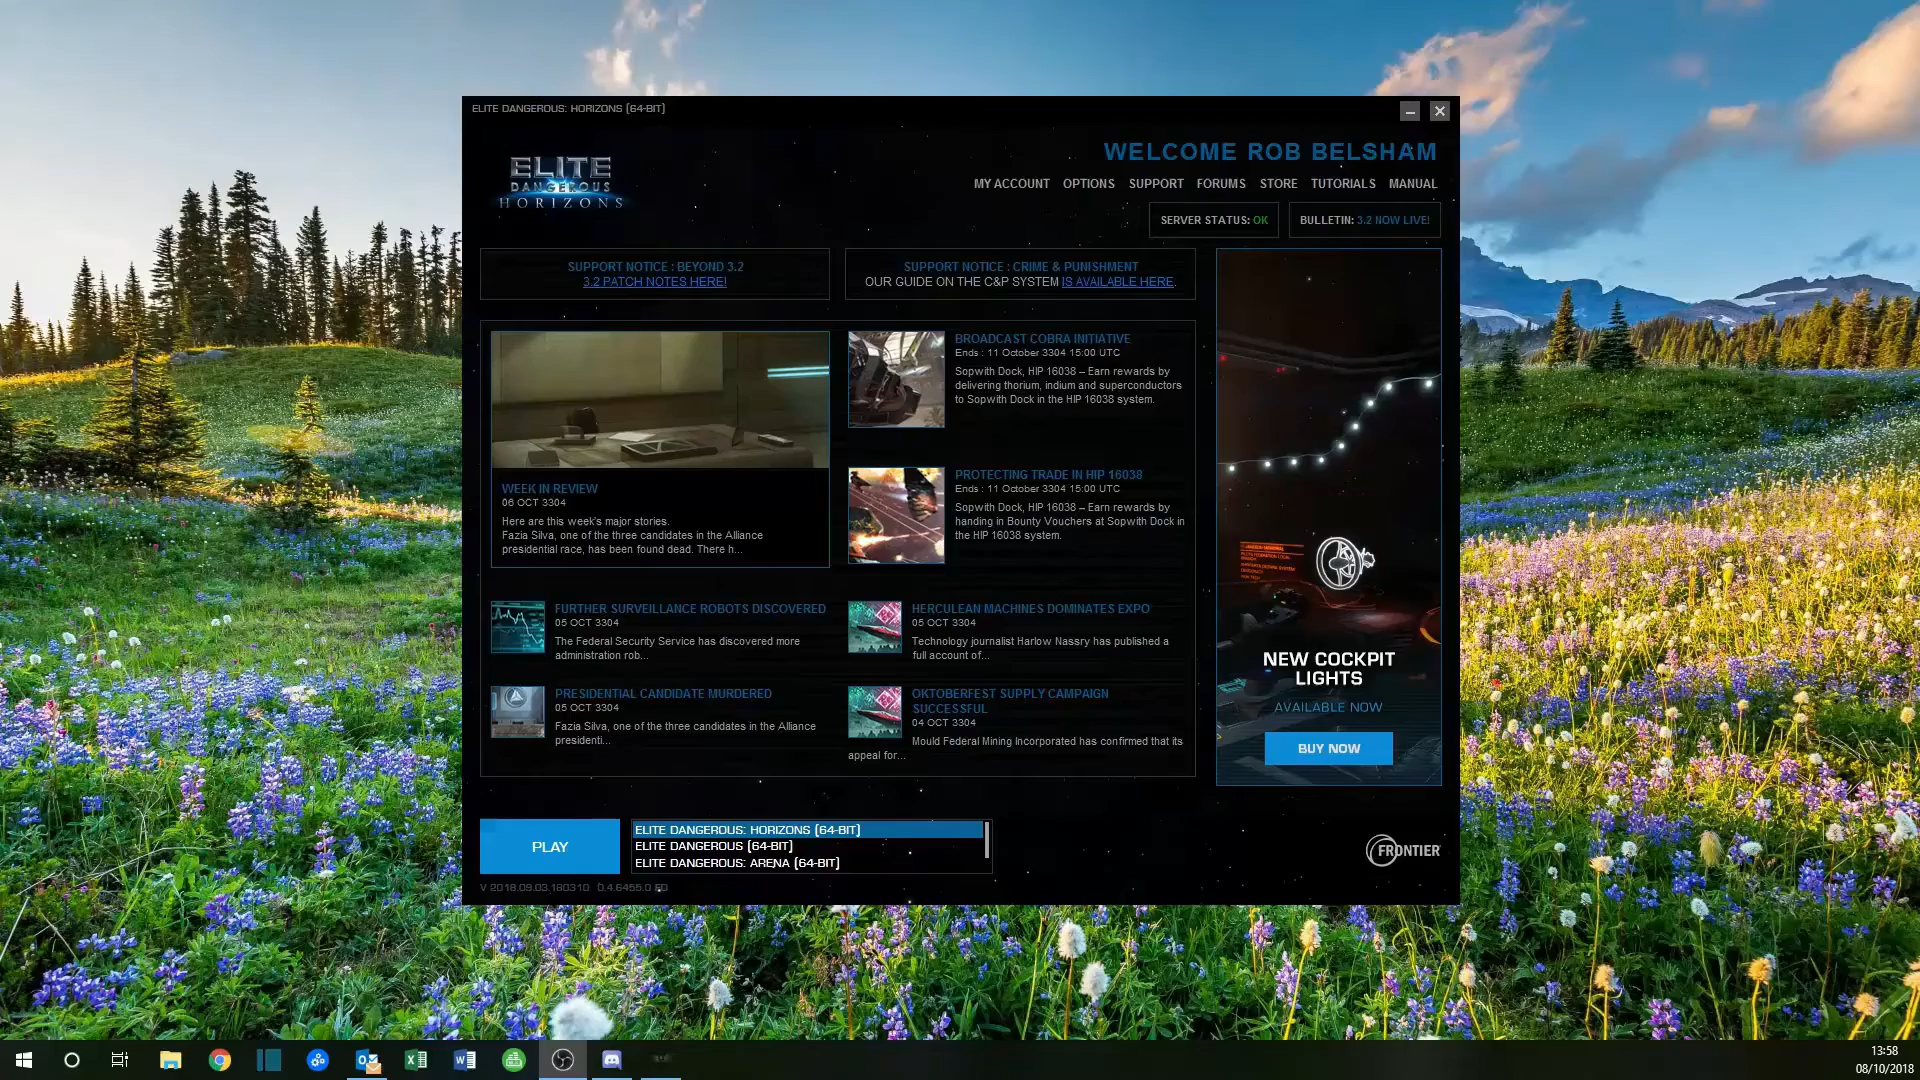 ELITE DANGEROUS: HORIZONS (64-BIT)
ELITE
DANGEROUS
HORIZONS
WELCOME ROB BELSHAM
MY ACCOUNT OPTIONS SUPPORT FORUMS STORE TUTORIALS MANUAL
SERVER STATUS: OK
BULLETIN: 3.2 NOW LIVE!
SUPPORT NOTICE : BEYOND 3.2
3.2 PATCH NOTES HERE!
SUPPORT NOTICE : CRIME & PUNISHMENT
OUR GUIDE ON THE C&P SYSTEM IS AVAILABLE HERE.
WEEK IN REVIEW
06 OCT 3304
Here are this week's major stories.
Fazia Silva, one of the three candidates in the Alliance
presidential race, has been found dead. There h...
BROADCAST COBRA INITIATIVE
Ends : 11 October 3304 15:00 UTC
Sopwith Dock, HIP 16038 – Earn rewards by
delivering thorium, indium and superconductors
to Sopwith Dock in the HIP 16038 system.
PROTECTING TRADE IN HIP 16038
Ends : 11 October 3304 15:00 UTC
Sopwith Dock, HIP 16038 – Earn rewards by
handing in Bounty Vouchers at Sopwith Dock in
the HIP 16038 system.
FURTHER SURVEILLANCE ROBOTS DISCOVERED
05 OCT 3304
The Federal Security Service has discovered more
administration rob...
HERCULEAN MACHINES DOMINATES EXPO
05 OCT 3304
Technology journalist Harlow Nassry has published a
full account of...
PRESIDENTIAL CANDIDATE MURDERED
05 OCT 3304
Fazia Silva, one of the three candidates in the Alliance
presidenti...
OKTOBERFEST SUPPLY CAMPAIGN
SUCCESSFUL
04 OCT 3304
Mould Federal Mining Incorporated has confirmed that its
appeal for...
NEW COCKPIT
LIGHTS
AVAILABLE NOW
BUY NOW
PLAY
ELITE DANGEROUS: HORIZONS (64-BIT)
ELITE DANGEROUS (64-BIT)
ELITE DANGEROUS: ARENA (64-BIT)
FRONTIER
V 2018.09.03.180310 0.4.6455.0 ED
13:58
08/10/2018